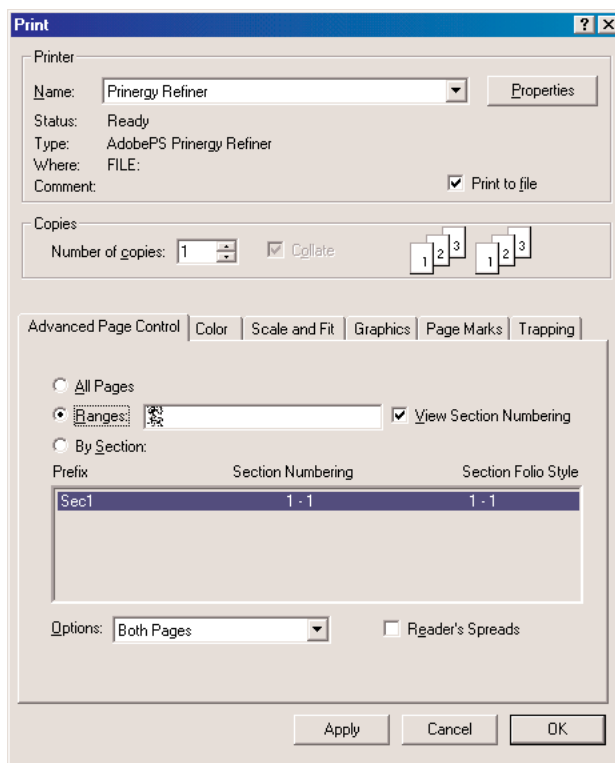 Print
Printer
Name: Prinergy Refiner Properties
Status: Ready
Type: AdobePS Prinergy Refiner
Where: FILE:
Comment: Print to file
Copies
Number of copies: 1 Collate 1 2 3 1 2 3
Advanced Page Control Color Scale and Fit Graphics Page Marks Trapping
All Pages
Ranges: View Section Numbering
By Section:
Prefix Section Numbering Section Folio Style
Sec1 1 - 1 1 - 1
Options: Both Pages Reader's Spreads
Apply Cancel OK